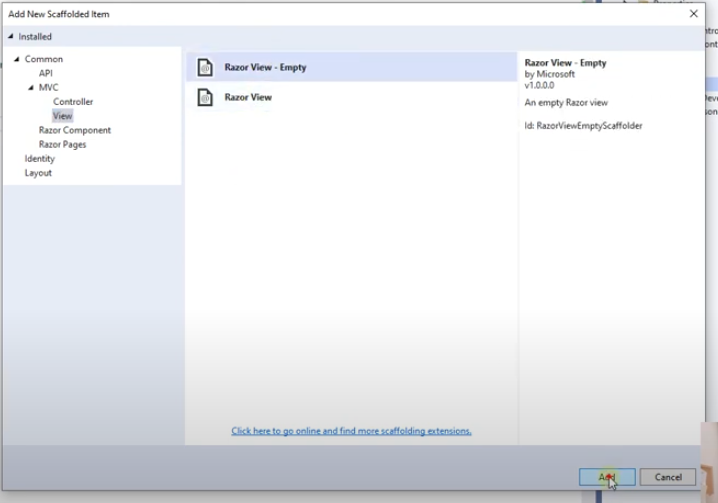 Add New Scaffolded Item
Installed
Common
API
MVC
Controller
View
Razor Component
Razor Pages
Identity
Layout
Razor View - Empty
Razor View
Razor View - Empty
by Microsoft
v1.0.0.0
An empty Razor view
Id: RazorViewEmptyScaffolder
Click here to go online and find more scaffolding extensions.
Add
Cancel